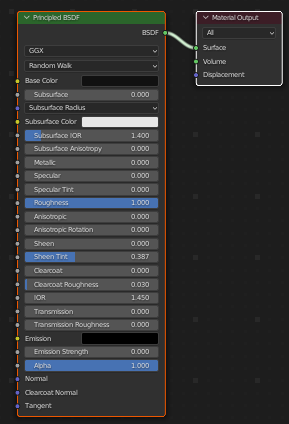 Principled BSDF
BSDF
GGX
Random Walk
Base Color
Subsurface 0.000
Subsurface Radius
Subsurface Color
Subsurface IOR 1.400
Subsurface Anisotropy 0.000
Metallic 0.000
Specular 0.000
Specular Tint 0.000
Roughness 1.000
Anisotropic 0.000
Anisotropic Rotation 0.000
Sheen 0.000
Sheen Tint 0.387
Clearcoat 0.000
Clearcoat Roughness 0.030
IOR 1.450
Transmission 0.000
Transmission Roughness 0.000
Emission
Emission Strength 0.000
Alpha 1.000
Normal
Clearcoat Normal
Tangent
Material Output
All
Surface
Volume
Displacement